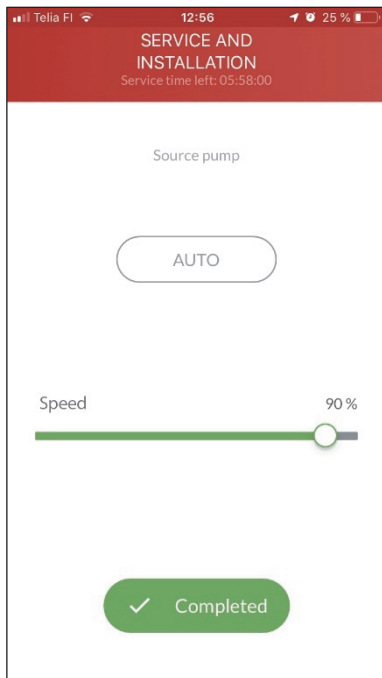 Telia FI 12:56 25 %
SERVICE AND
INSTALLATION
Service time left: 05:58:00
Source pump
AUTO
Speed 90 %
Completed